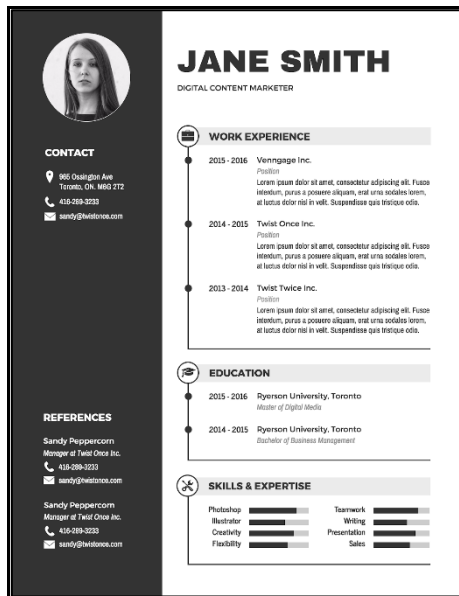 JANE SMITH
DIGITAL CONTENT MARKETER
CONTACT
965 Ossington Ave
Toronto, ON. M6G 2T2
416-289-3233
sandy@twistonce.com
REFERENCES
Sandy Peppercorn
Manager at Twist Once Inc.
416-289-3233
sandy@twistonce.com
Sandy Peppercorn
Manager at Twist Once Inc.
416-289-3233
sandy@twistonce.com
WORK EXPERIENCE
2015 - 2016 Venngage Inc.
Position
Lorem ipsum dolor sit amet, consectetur adipiscing elit. Fusce
interdum, purus a posuere aliquam, erat urna sodales lorem,
at luctus dolor nisl in velit. Suspendisse quis tristique odio.
2014 - 2015 Twist Once Inc.
Position
Lorem ipsum dolor sit amet, consectetur adipiscing elit. Fusce
interdum, purus a posuere aliquam, erat urna sodales lorem,
at luctus dolor nisl in velit. Suspendisse quis tristique odio.
2013 - 2014 Twist Twice Inc.
Position
Lorem ipsum dolor sit amet, consectetur adipiscing elit. Fusce
interdum, purus a posuere aliquam, erat urna sodales lorem,
at luctus dolor nisl in velit. Suspendisse quis tristique odio.
EDUCATION
2015 - 2016 Ryerson University, Toronto
Master of Digital Media
2014 - 2015 Ryerson University, Toronto
Bachelor of Business Management
SKILLS & EXPERTISE
Photoshop Teamwork
Illustrator Writing
Creativity Presentation
Flexibility Sales